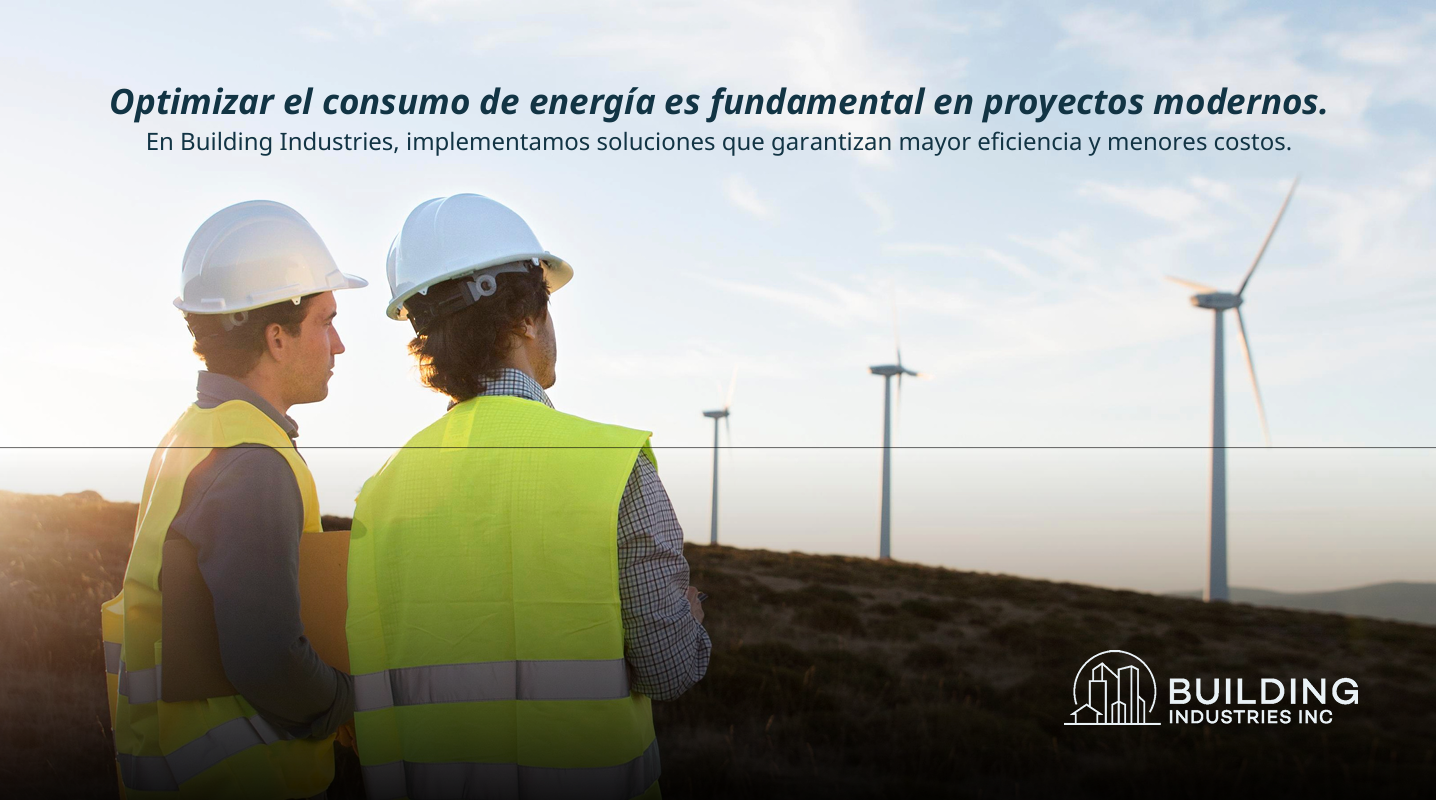 Optimizar el consumo de energía es fundamental en proyectos modernos.
En Building Industries, implementamos soluciones que garantizan mayor eficiencia y menores costos.
BUILDING
INDUSTRIES INC